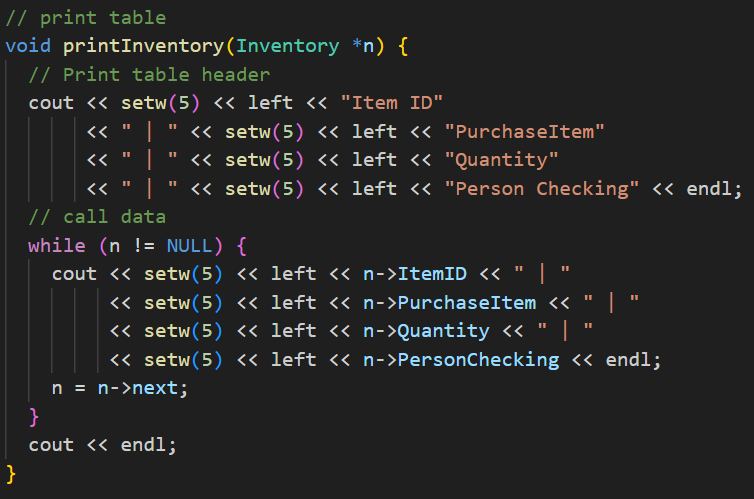 // print table
void printInventory(Inventory *n) {
  // Print table header
  cout << setw(5) << left << "Item ID"
       << " | " << setw(5) << left << "PurchaseItem"
       << " | " << setw(5) << left << "Quantity"
       << " | " << setw(5) << left << "Person Checking" << endl;
  // call data
  while (n != NULL) {
    cout << setw(5) << left << n->ItemID << " | "
         << setw(5) << left << n->PurchaseItem << " | "
         << setw(5) << left << n->Quantity << " | "
         << setw(5) << left << n->PersonChecking << endl;
    n = n->next;
  }
  cout << endl;
}